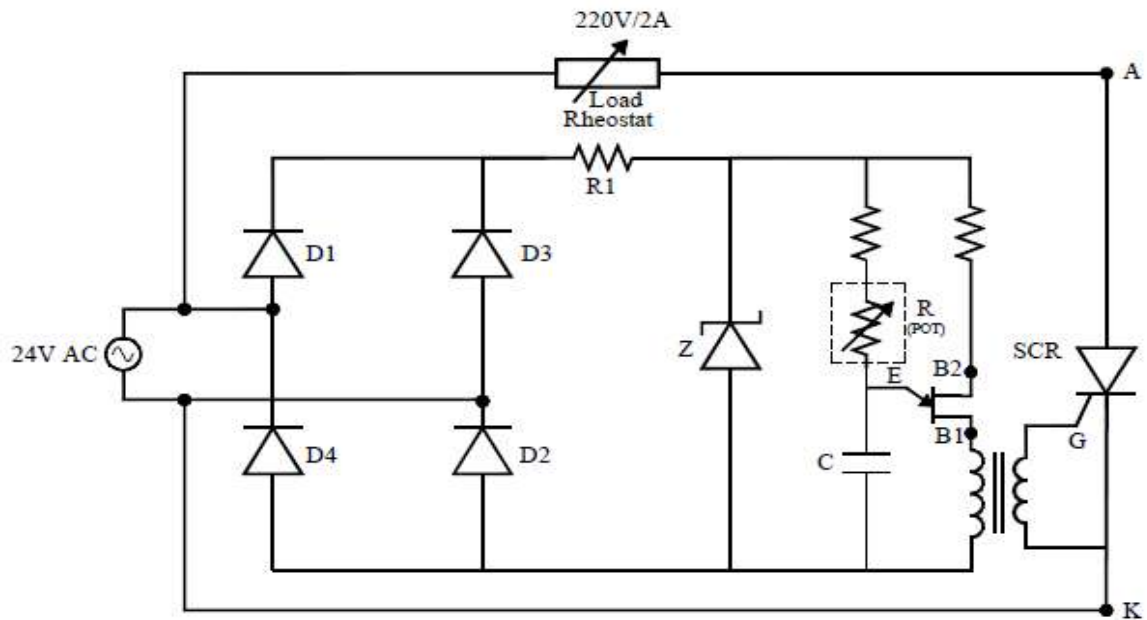 220V/2A
A
Load
Rheostat
R1
D1
D3
R
(POT)
24V AC
Z
SCR
E
B2
B1
G
D4
D2
C
K